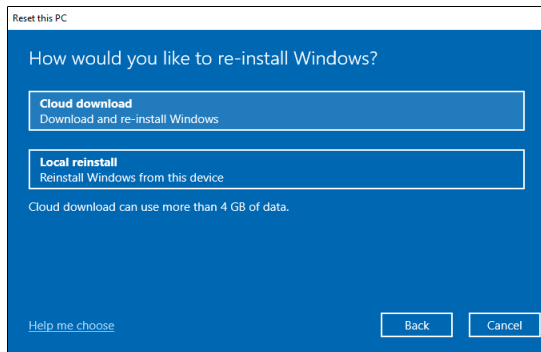 Reset this PC
How would you like to re-install Windows?
Cloud download
Download and re-install Windows
Local reinstall
Reinstall Windows from this device
Cloud download can use more than 4 GB of data.
Help me choose
Back
Cancel